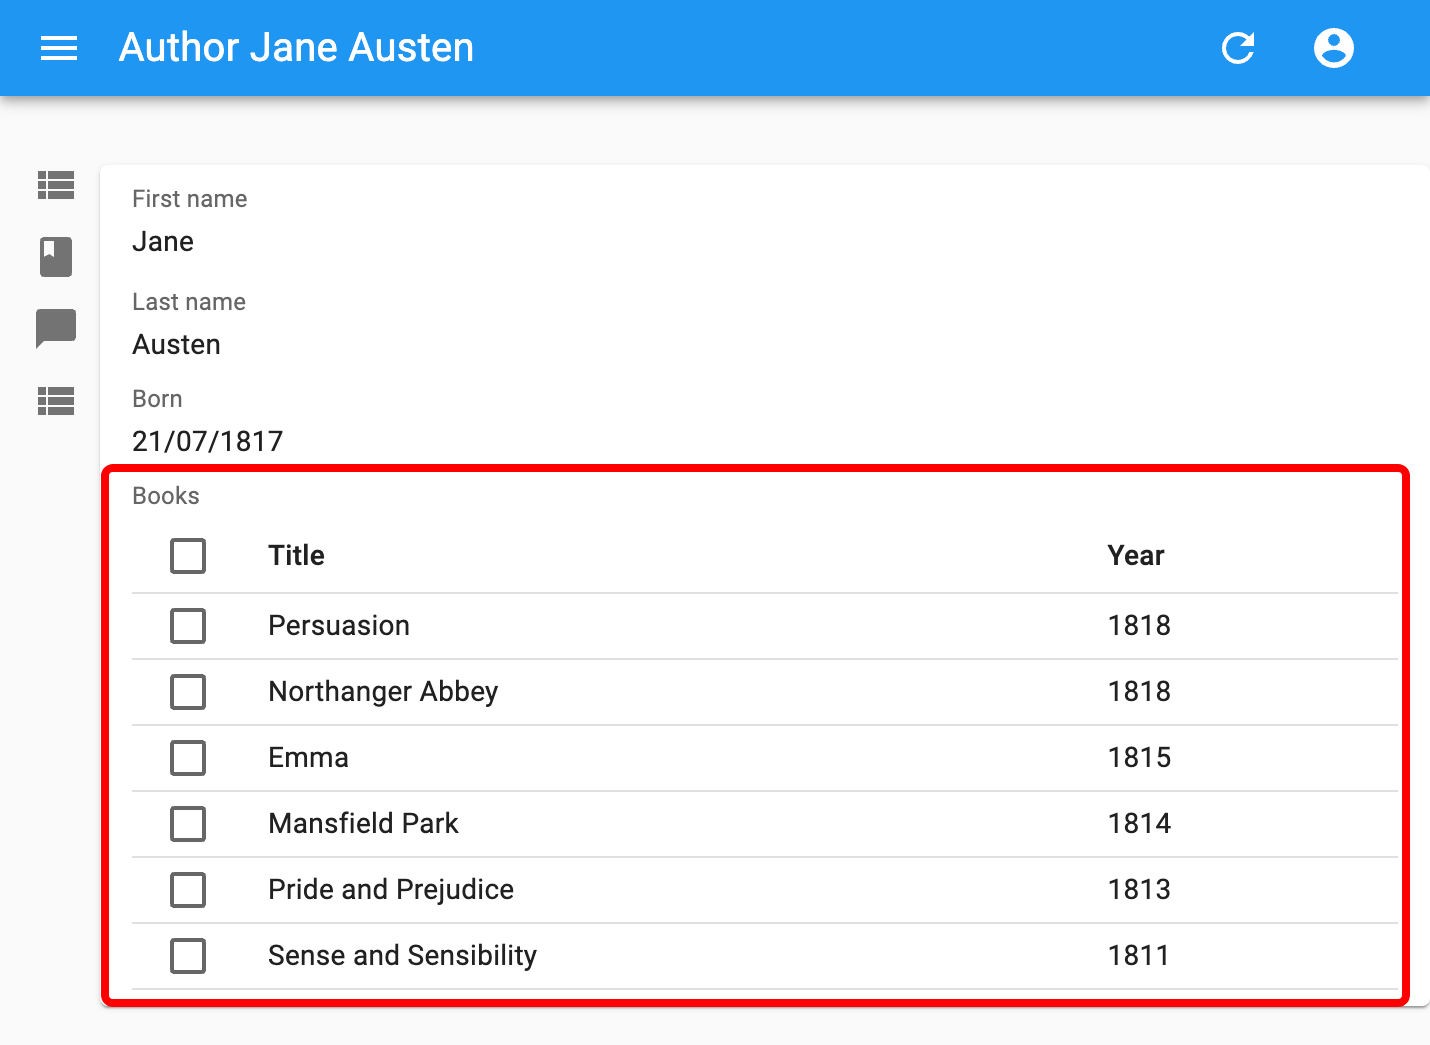 Author Jane Austen
First name
Jane
Last name
Austen
Born
21/07/1817
Books
Title Year
Persuasion 1818
Northanger Abbey 1818
Emma 1815
Mansfield Park 1814
Pride and Prejudice 1813
Sense and Sensibility 1811